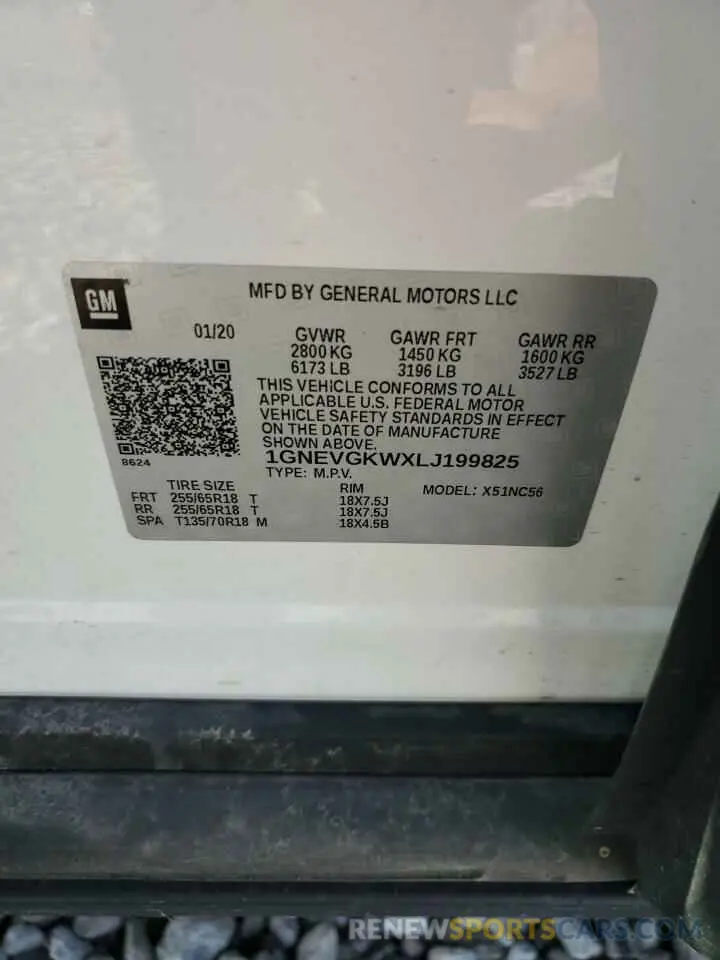 GM
MFD BY GENERAL MOTORS LLC
01/20 GVWR GAWR FRT GAWR RR
2800 KG 1450 KG 1600 KG
6173 LB 3196 LB 3527 LB
THIS VEHICLE CONFORMS TO ALL
APPLICABLE U.S. FEDERAL MOTOR
VEHICLE SAFETY STANDARDS IN EFFECT
ON THE DATE OF MANUFACTURE
SHOWN ABOVE.
8624
1GNEVGKWXLJ199825
TYPE: M.P.V.
TIRE SIZE RIM MODEL: X51NC56
FRT 255/65R18 T 18X7.5J
RR 255/65R18 T 18X7.5J
SPA T135/70R18 M 18X4.5B
RENEWSPORTSCARS.COM